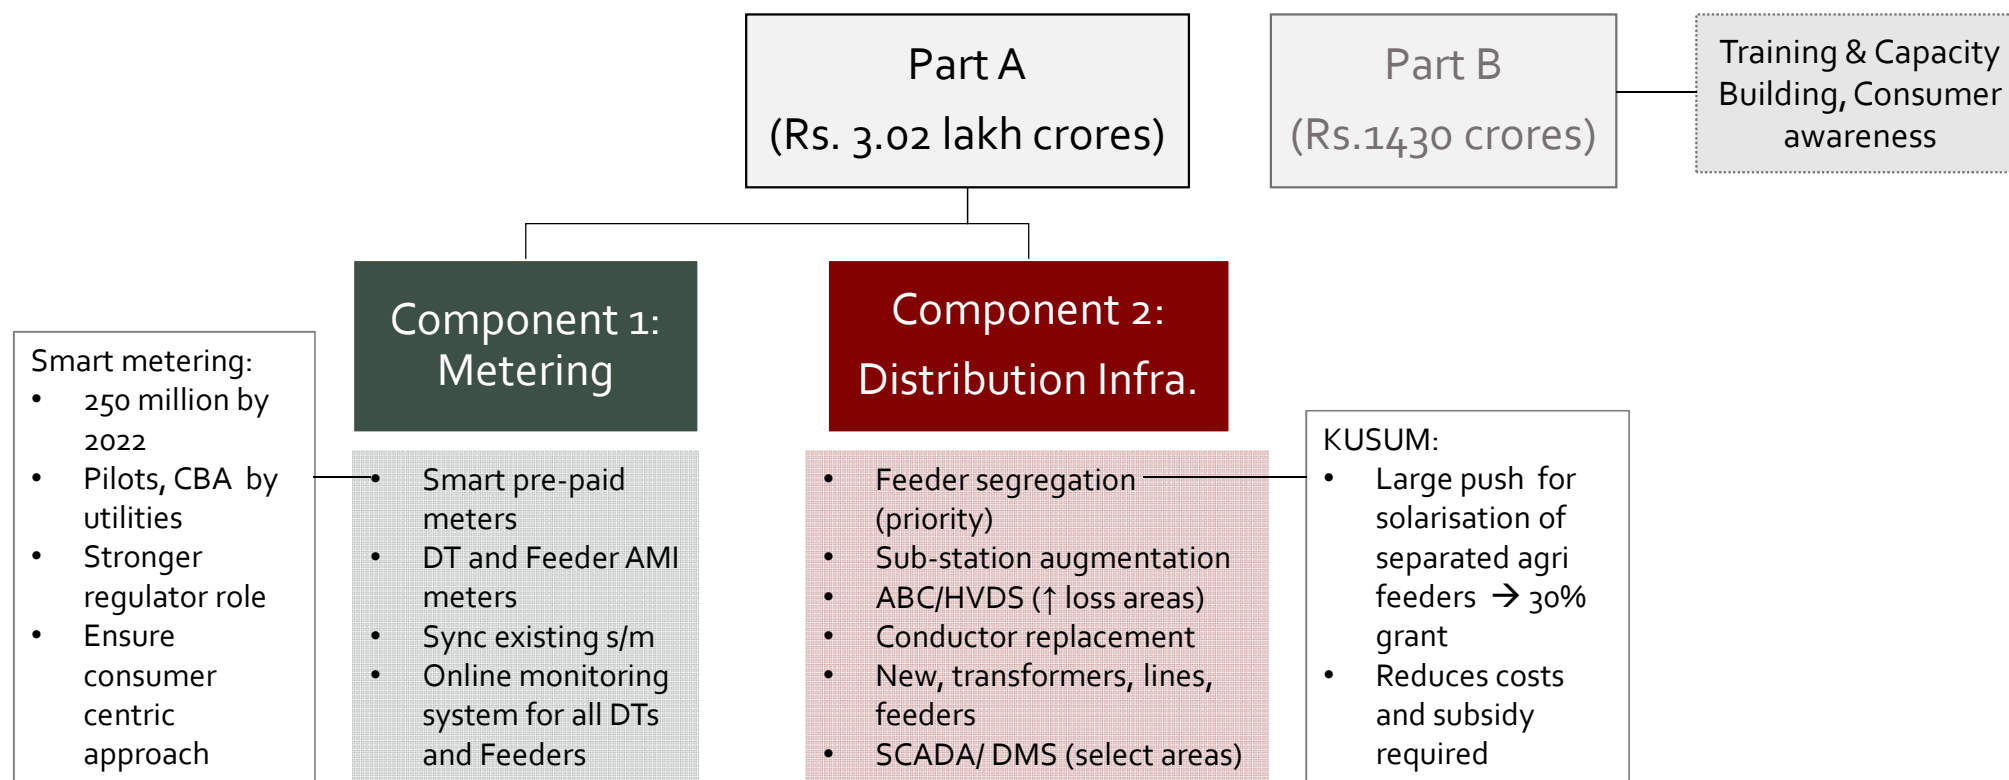 Part A
(Rs. 3.02 lakh crores)
Part B
(Rs.1430 crores)
Training & Capacity
Building, Consumer
awareness
Component 1:
Metering
Component 2:
Distribution Infra.
Smart metering:
• 250 million by
2022
• Pilots, CBA by
utilities
• Stronger
regulator role
• Ensure
consumer
centric
approach
• Smart pre-paid
meters
• DT and Feeder AMI
meters
• Sync existing s/m
• Online monitoring
system for all DTs
and Feeders
• Feeder segregation
(priority)
• Sub-station augmentation
• ABC/HVDS (↑ loss areas)
• Conductor replacement
• New, transformers, lines,
feeders
• SCADA/ DMS (select areas)
KUSUM:
• Large push for
solarisation of
separated agri
feeders → 30%
grant
• Reduces costs
and subsidy
required